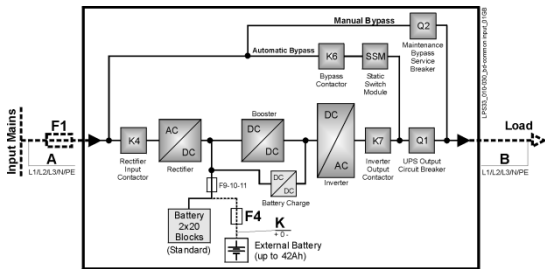 Manual Bypass
Q2
Maintenance
Bypass
Service
Breaker
Automatic Bypass
K6
SSM
Bypass
Contactor
Static
Switch
Module
LPS33_010-030_bd-common input_01GB
Input Mains
F1
A
L1/L2/L3/N/PE
K4
Rectifier
Input
Contactor
AC
DC
Rectifier
Booster
DC
DC
DC
AC
Inverter
K7
Inverter
Output
Contactor
Q1
UPS Output
Circuit Breaker
Load
B
L1/L2/L3/N/PE
DC
DC
Battery Charge
F9-10-11
F4
K
+ 0 -
Battery
2x20
Blocks
(Standard)
External Battery
(up to 42Ah)